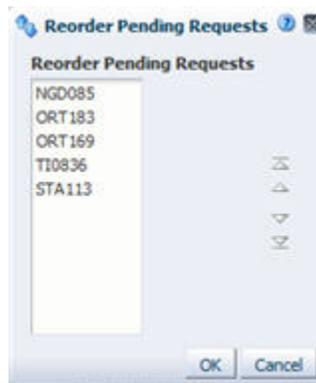 Reorder Pending Requests
Reorder Pending Requests
NGD085
ORT183
ORT169
TI0836
STA113
OK Cancel